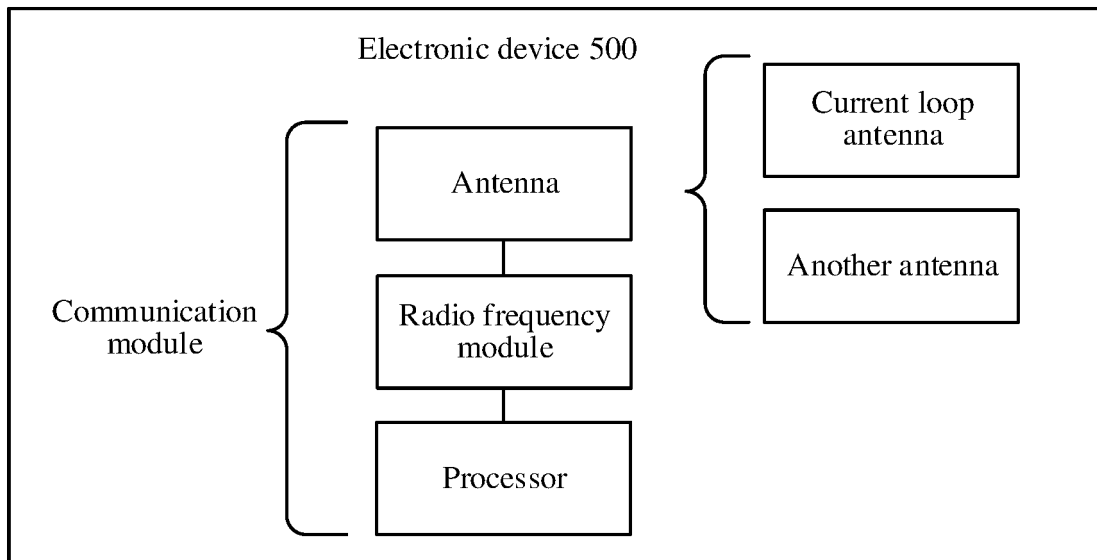 Electronic device 500
Communication
module
Antenna
Radio frequency
module
Processor
Current loop
antenna
Another antenna